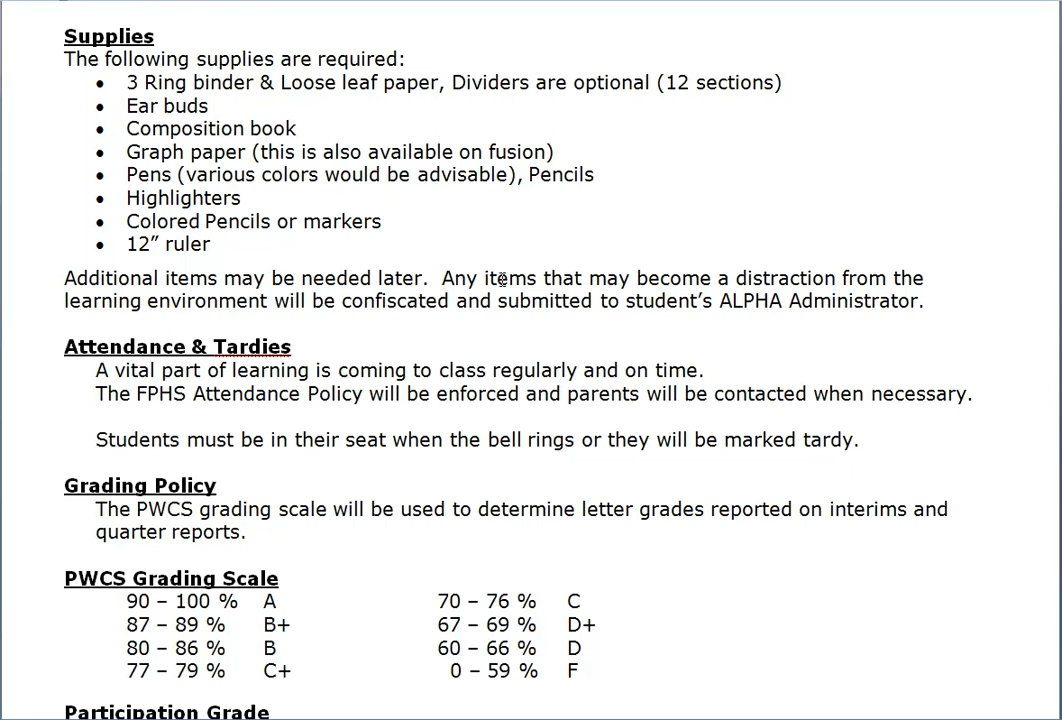 Supplies
The following supplies are required:
• 3 Ring binder & Loose leaf paper, Dividers are optional (12 sections)
• Ear buds
• Composition book
• Graph paper (this is also available on fusion)
• Pens (various colors would be advisable), Pencils
• Highlighters
• Colored Pencils or markers
• 12” ruler
Additional items may be needed later.  Any items that may become a distraction from the
learning environment will be confiscated and submitted to student’s ALPHA Administrator.
Attendance & Tardies
A vital part of learning is coming to class regularly and on time.
The FPHS Attendance Policy will be enforced and parents will be contacted when necessary.
Students must be in their seat when the bell rings or they will be marked tardy.
Grading Policy
The PWCS grading scale will be used to determine letter grades reported on interims and
quarter reports.
PWCS Grading Scale
90 – 100 % A 70 – 76 % C
87 – 89 % B+ 67 – 69 % D+
80 – 86 % B 60 – 66 % D
77 – 79 % C+ 0 – 59 % F
Participation Grade